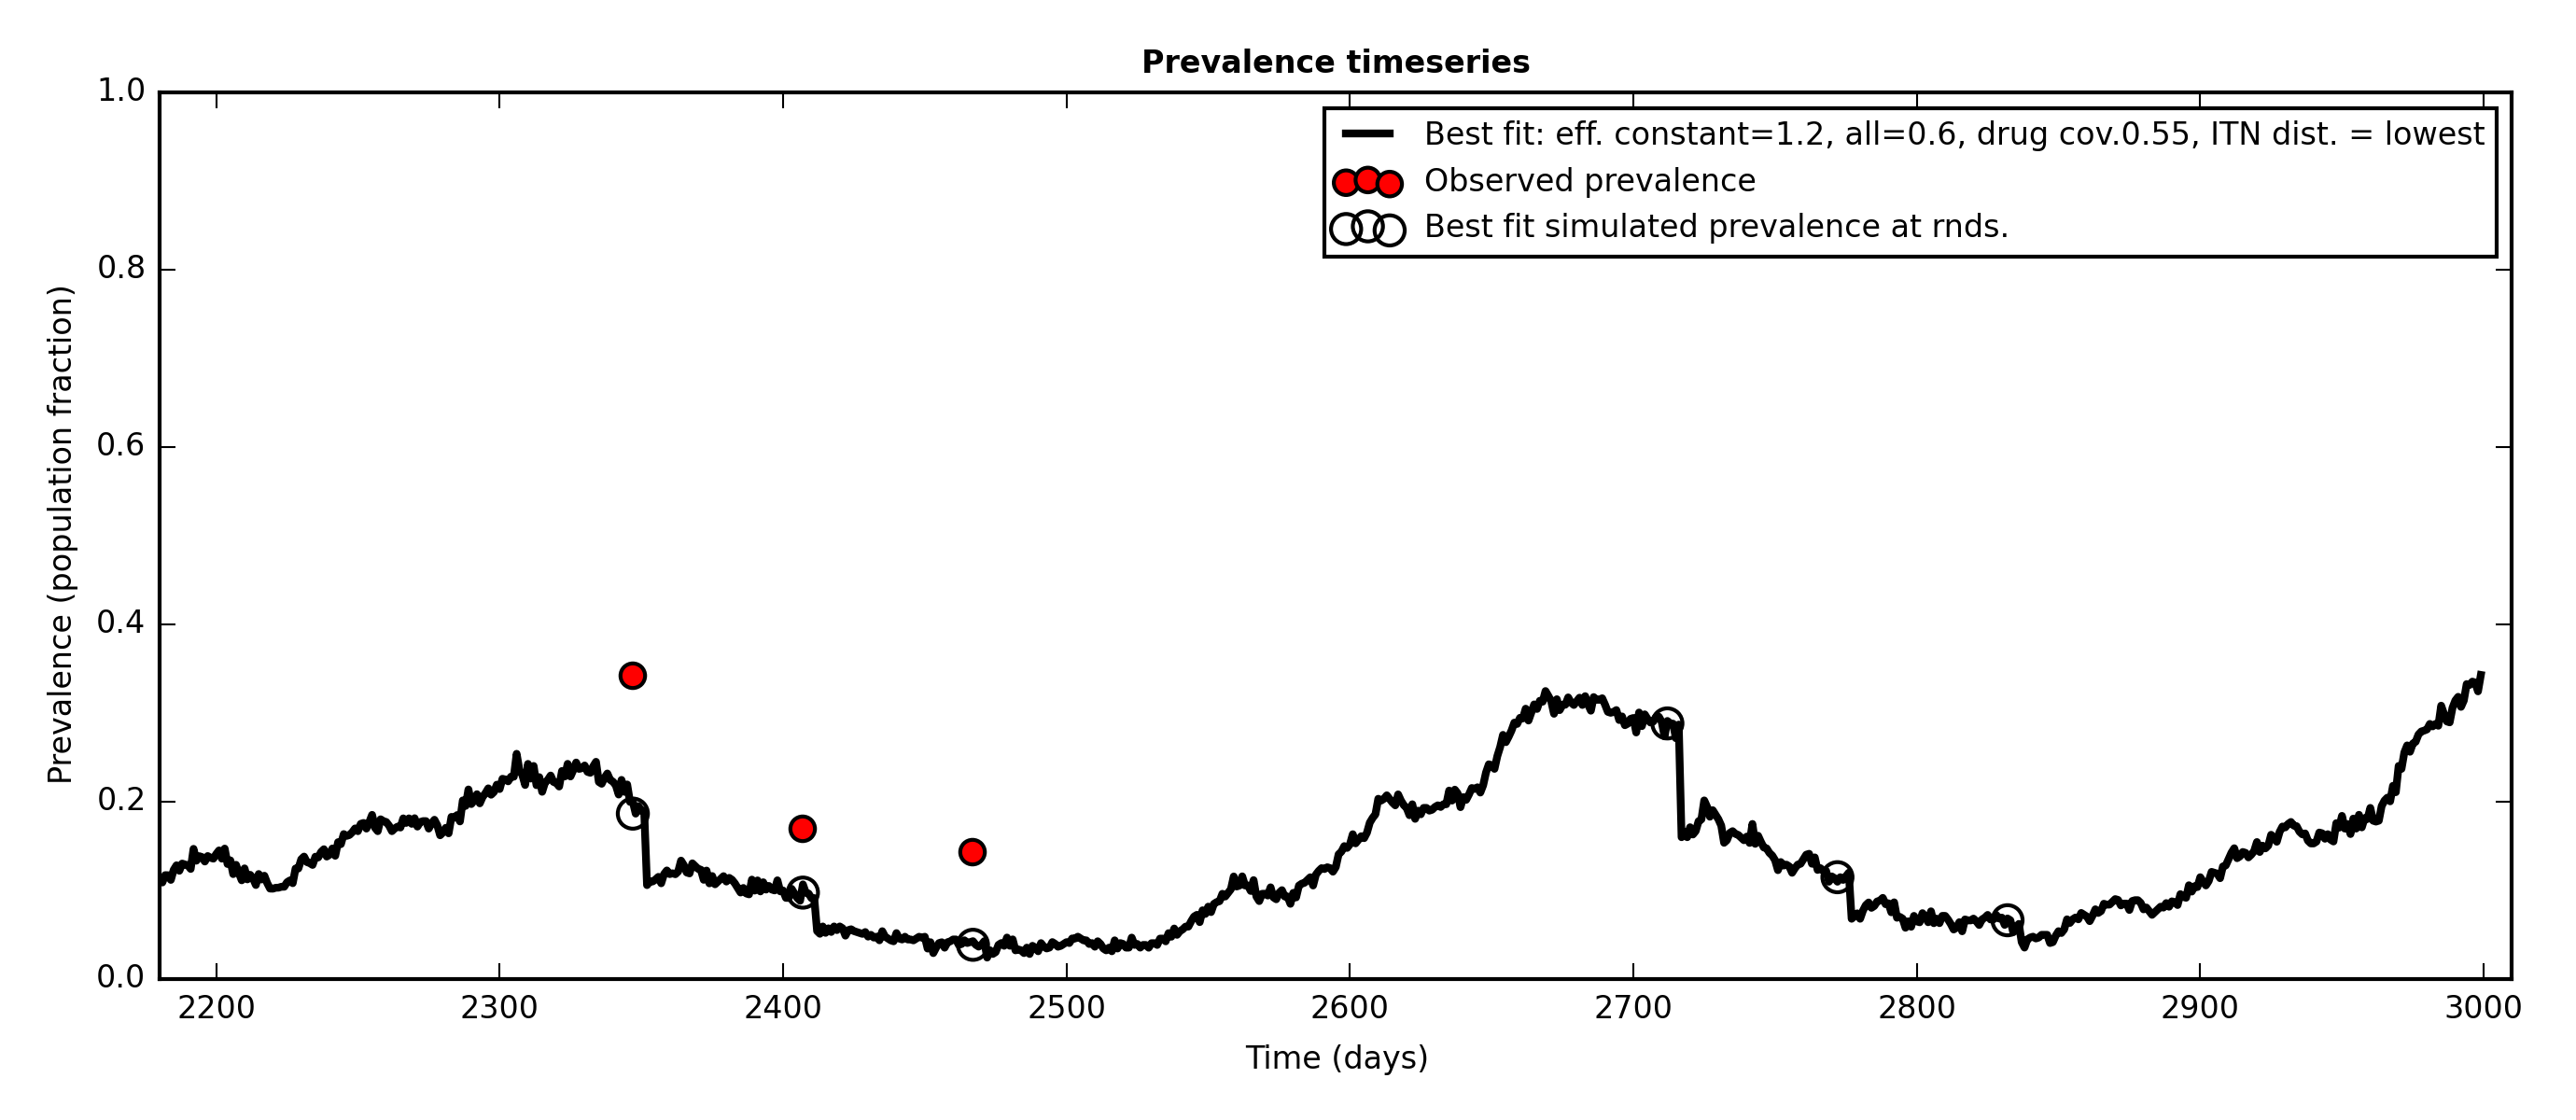 Prevalence timeseries
1.0
0.8
0.6
0.4
0.2
0.0
Prevalence (population fraction)
Best fit: eff. constant=1.2, all=0.6, drug cov.0.55, ITN dist. = lowest
Observed prevalence
Best fit simulated prevalence at rnds.
2200 2300 2400 2500 2600 2700 2800 2900 3000
Time (days)